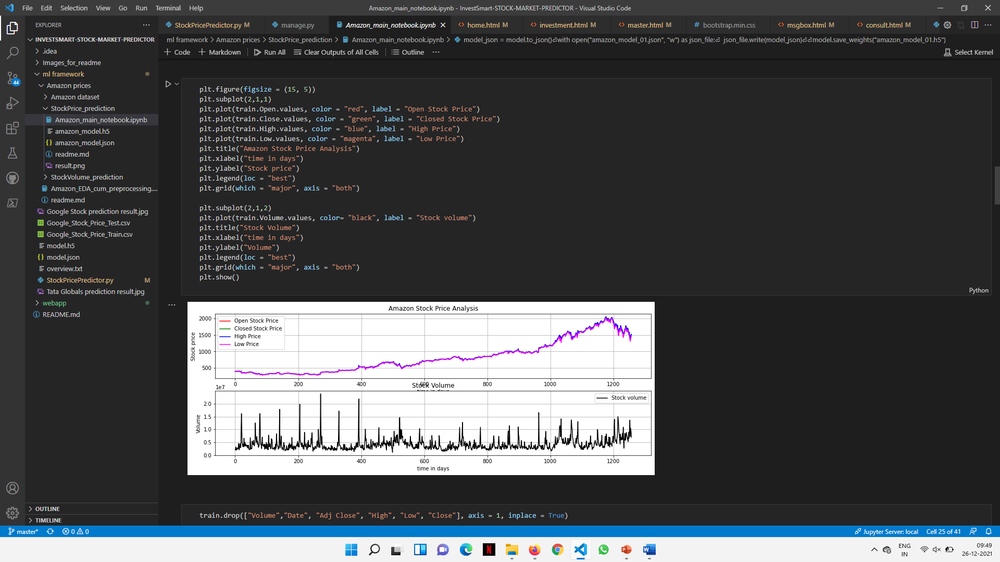 File Edit Selection View Go Run Terminal Help
Amazon_main_notebook.ipynb - InvestSmart-STOCK-MARKET-PREDICTOR - Visual Studio Code
EXPLORER
StockPricePredictor.py M
manage.py
Amazon_main_notebook.ipynb
home.html M
investment.html M
master.html M
bootstrap.min.css
msgbox.html M
consult.html M
INVESTSMART-STOCK-MARKET-PREDICTOR
.idea
Images_for_readme
ml framework
Amazon prices
Amazon dataset
StockPrice_prediction
Amazon_main_notebook.ipynb
amazon_model.h5
amazon_model.json
readme.md
result.png
StockVolume_prediction
Amazon_EDA_cum_preprocessing....
readme.md
Google Stock prediction result.jpg
Google_Stock_Price_Test.csv
Google_Stock_Price_Train.csv
model.h5
model.json
overview.txt
StockPricePredictor.py M
Tata Globals prediction result.jpg
webapp
README.md
OUTLINE
TIMELINE
44
ml framework > Amazon prices > StockPrice_prediction > Amazon_main_notebook.ipynb > model_json = model.to_json()⏎with open("amazon_model_01.json", "w") as json_file:⏎ json_file.write(model_json)⏎⏎model.save_weights("amazon_model_01.h5")
+ Code + Markdown Run All Clear Outputs of All Cells Outline ...
Select Kernel
plt.figure(figsize = (15, 5))
plt.subplot(2,1,1)
plt.plot(train.Open.values, color = "red", label = "Open Stock Price")
plt.plot(train.Close.values, color = "green", label = "Closed Stock Price")
plt.plot(train.High.values, color = "blue", label = "High Price")
plt.plot(train.Low.values, color = "magenta", label = "Low Price")
plt.title("Amazon Stock Price Analysis")
plt.xlabel("time in days")
plt.ylabel("Stock price")
plt.legend(loc = "best")
plt.grid(which = "major", axis = "both")
plt.subplot(2,1,2)
plt.plot(train.Volume.values, color= "black", label = "Stock volume")
plt.title("Stock Volume")
plt.xlabel("time in days")
plt.ylabel("Volume")
plt.legend(loc = "best")
plt.grid(which = "major", axis = "both")
plt.show()
Python
Amazon Stock Price Analysis
Open Stock Price
Closed Stock Price
High Price
Low Price
Stock price
2000
1500
1000
500
0 200 400 600 800 1000 1200
time in days
Stock Volume
1e7
Stock volume
Volume
2.0
1.5
1.0
0.5
0.0
0 200 400 600 800 1000 1200
time in days
train.drop(["Volume","Date", "Adj Close", "High", "Low", "Close"], axis = 1, inplace = True)
master* 0 0
Jupyter Server: local Cell 25 of 41
ENG
IN
09:49
26-12-2021